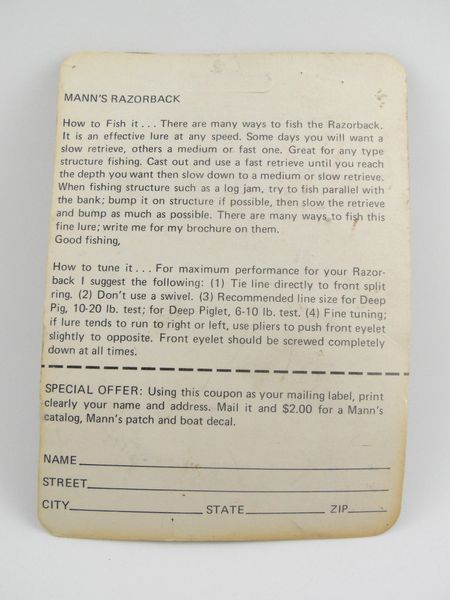 MANN'S RAZORBACK
How to Fish it... There are many ways to fish the Razorback.
It is an effective lure at any speed. Some days you will want a
slow retrieve, others a medium or fast one. Great for any type
structure fishing. Cast out and use a fast retrieve until you reach
the depth you want then slow down to a medium or slow retrieve.
When fishing structure such as a log jam, try to fish parallel with
the bank; bump it on structure if possible, then slow the retrieve
and bump as much as possible. There are many ways to fish this
fine lure; write me for my brochure on them.
Good fishing,
How to tune it... For maximum performance for your Razor-
back I suggest the following: (1) Tie line directly to front split
ring. (2) Don't use a swivel. (3) Recommended line size for Deep
Pig, 10-20 lb. test; for Deep Piglet, 6-10 lb. test. (4) Fine tuning;
if lure tends to run to right or left, use pliers to push front eyelet
slightly to opposite. Front eyelet should be screwed completely
down at all times.
SPECIAL OFFER: Using this coupon as your mailing label, print
clearly your name and address. Mail it and $2.00 for a Mann's
catalog, Mann's patch and boat decal.
NAME
STREET
CITY STATE ZIP